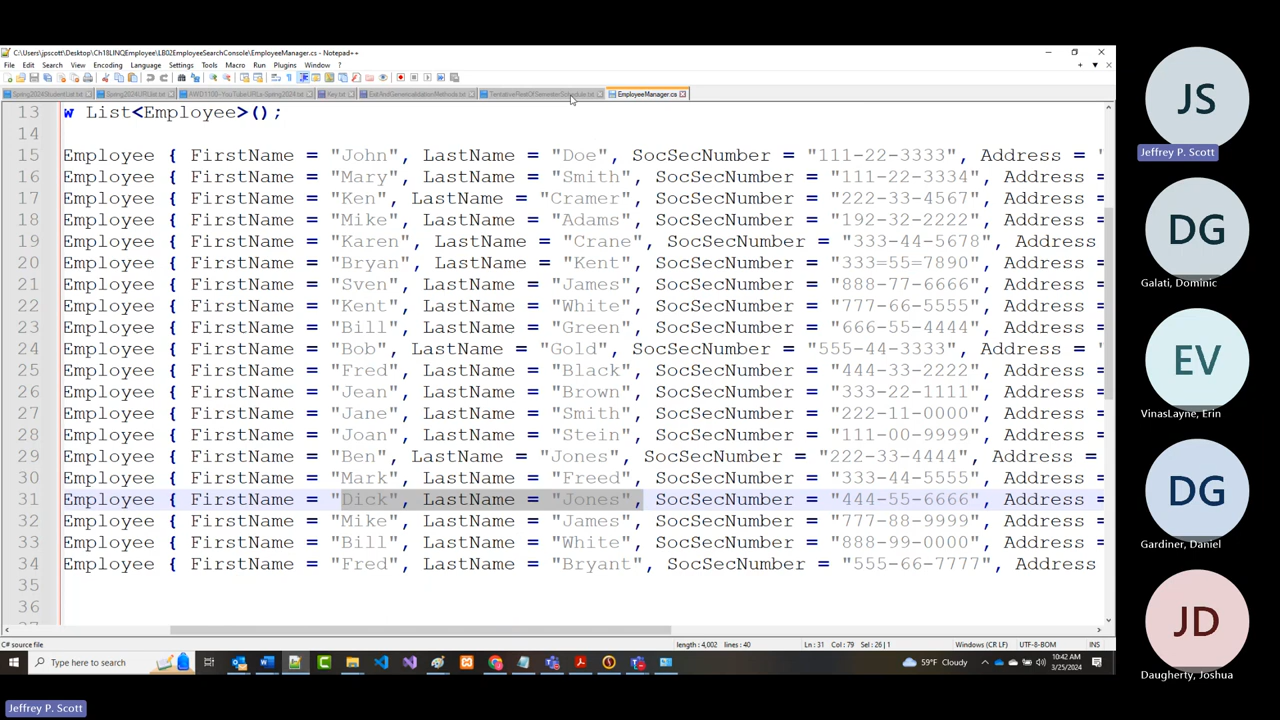 C:\Users\jpscott\Desktop\Ch18LINQEmployee\LB02EmployeeSearchConsole\EmployeeManager.cs - Notepad++
File Edit Search View Encoding Language Settings Tools Macro Run Plugins Window ?
Spring2024StudentList.txt Spring2024URLlist.txt AWD1100-YouTubeURLs-Spring2024.txt Key.txt TentativeRestOfSemesterSchedule.txt EmployeeManager.cs
13 w List<Employee>();
14
15 Employee { FirstName = "John", LastName = "Doe", SocSecNumber = "111-22-3333", Address = "
16 Employee { FirstName = "Mary", LastName = "Smith", SocSecNumber = "111-22-3334", Address =
17 Employee { FirstName = "Ken", LastName = "Cramer", SocSecNumber = "222-33-4567", Address =
18 Employee { FirstName = "Mike", LastName = "Adams", SocSecNumber = "192-32-2222", Address =
19 Employee { FirstName = "Karen", LastName = "Crane", SocSecNumber = "333-44-5678", Address
20 Employee { FirstName = "Bryan", LastName = "Kent", SocSecNumber = "333=55=7890", Address =
21 Employee { FirstName = "Sven", LastName = "James", SocSecNumber = "888-77-6666", Address =
22 Employee { FirstName = "Kent", LastName = "White", SocSecNumber = "777-66-5555", Address =
23 Employee { FirstName = "Bill", LastName = "Green", SocSecNumber = "666-55-4444", Address =
24 Employee { FirstName = "Bob", LastName = "Gold", SocSecNumber = "555-44-3333", Address = "
25 Employee { FirstName = "Fred", LastName = "Black", SocSecNumber = "444-33-2222", Address =
26 Employee { FirstName = "Jean", LastName = "Brown", SocSecNumber = "333-22-1111", Address =
27 Employee { FirstName = "Jane", LastName = "Smith", SocSecNumber = "222-11-0000", Address =
28 Employee { FirstName = "Joan", LastName = "Stein", SocSecNumber = "111-00-9999", Address =
29 Employee { FirstName = "Ben", LastName = "Jones", SocSecNumber = "222-33-4444", Address =
30 Employee { FirstName = "Mark", LastName = "Freed", SocSecNumber = "333-44-5555", Address =
31 Employee { FirstName = "Dick", LastName = "Jones", SocSecNumber = "444-55-6666", Address =
32 Employee { FirstName = "Mike", LastName = "James", SocSecNumber = "777-88-9999", Address =
33 Employee { FirstName = "Bill", LastName = "White", SocSecNumber = "888-99-0000", Address =
34 Employee { FirstName = "Fred", LastName = "Bryant", SocSecNumber = "555-66-7777", Address
35
36
C# source file length : 4,002 lines : 40 Ln : 31 Col : 79 Sel : 26 | 1 Windows (CR LF) UTF-8-BOM INS
Type here to search
59°F Cloudy
10:42 AM
3/25/2024
JS
Jeffrey P. Scott
DG
Galati, Dominic
EV
VinasLayne, Erin
DG
Gardiner, Daniel
JD
Daugherty, Joshua
Jeffrey P. Scott